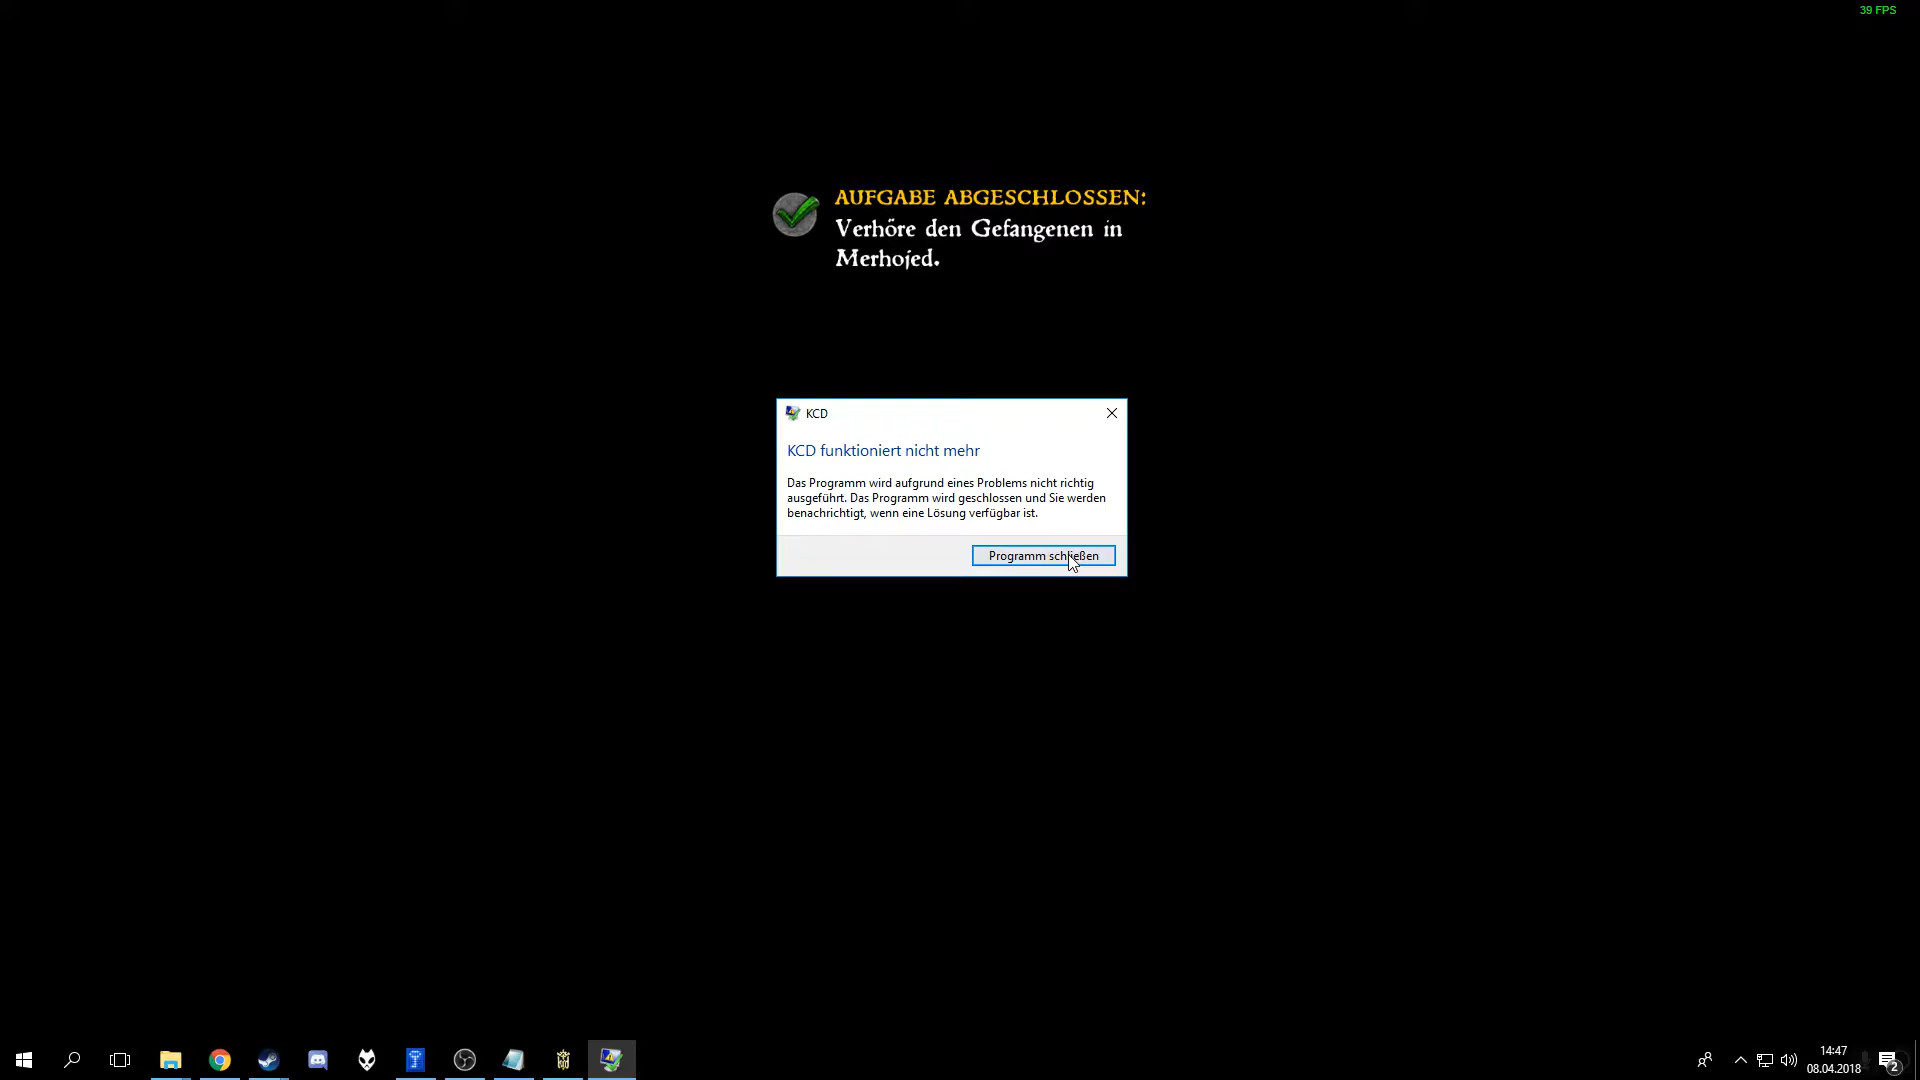 39 FPS
AUFGABE ABGESCHLOSSEN:
Verhöre den Gefangenen in
Merhojed.
KCD
KCD funktioniert nicht mehr
Das Programm wird aufgrund eines Problems nicht richtig
ausgeführt. Das Programm wird geschlossen und Sie werden
benachrichtigt, wenn eine Lösung verfügbar ist.
Programm schließen
14:47
08.04.2018
2